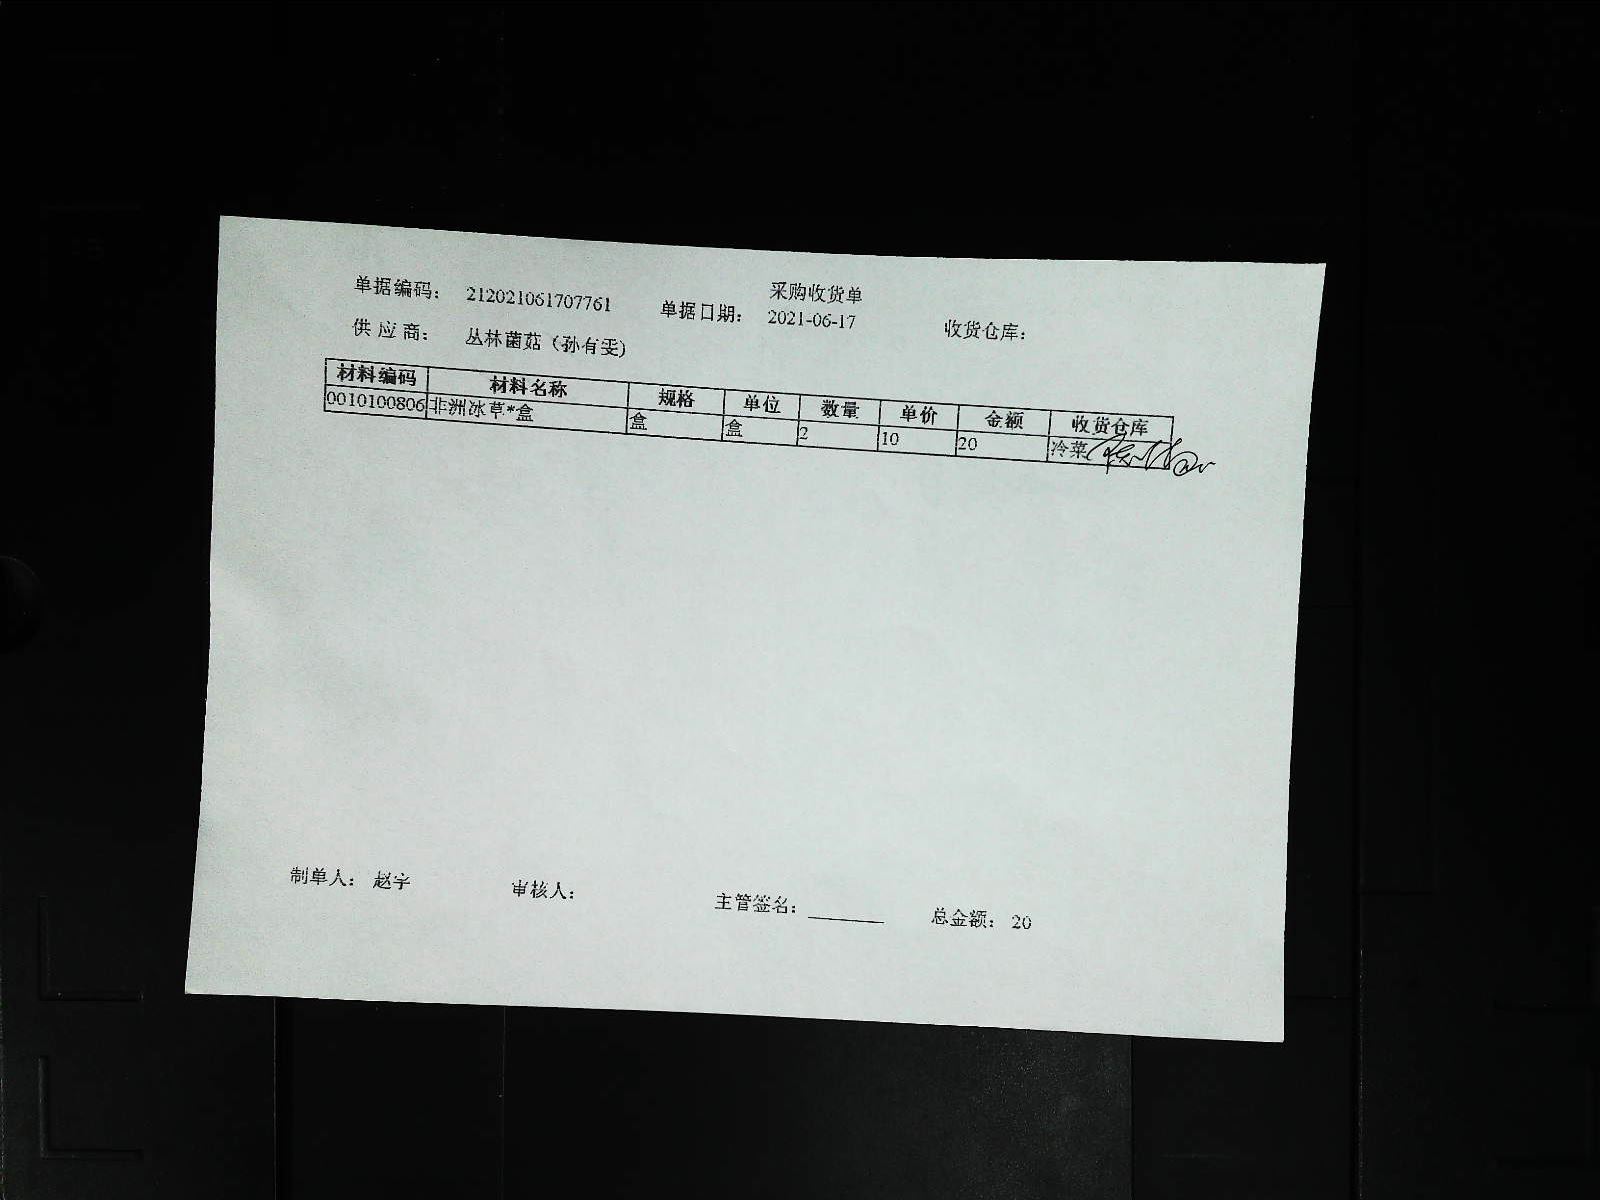 采购收货单
单据编码： 212021061707761 单据日期： 2021-06-17 收货仓库：
供 应 商： 丛林菌菇（孙有雯）
材料编码 材料名称 规格 单位 数量 单价 金额 收货仓库
0010100806 非洲冰草*盒 盒 盒 2 10 20 冷菜
制单人： 赵宇 审核人： 主管签名： ________ 总金额： 20